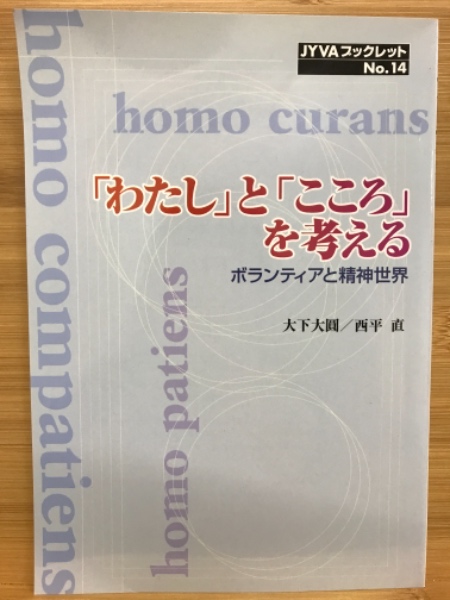 JYVAブックレット
No.14
homo curans
homo compatiens
「わたし」と「こころ」
を考える
ボランティアと精神世界
大下大圓／西平 直
homo patiens